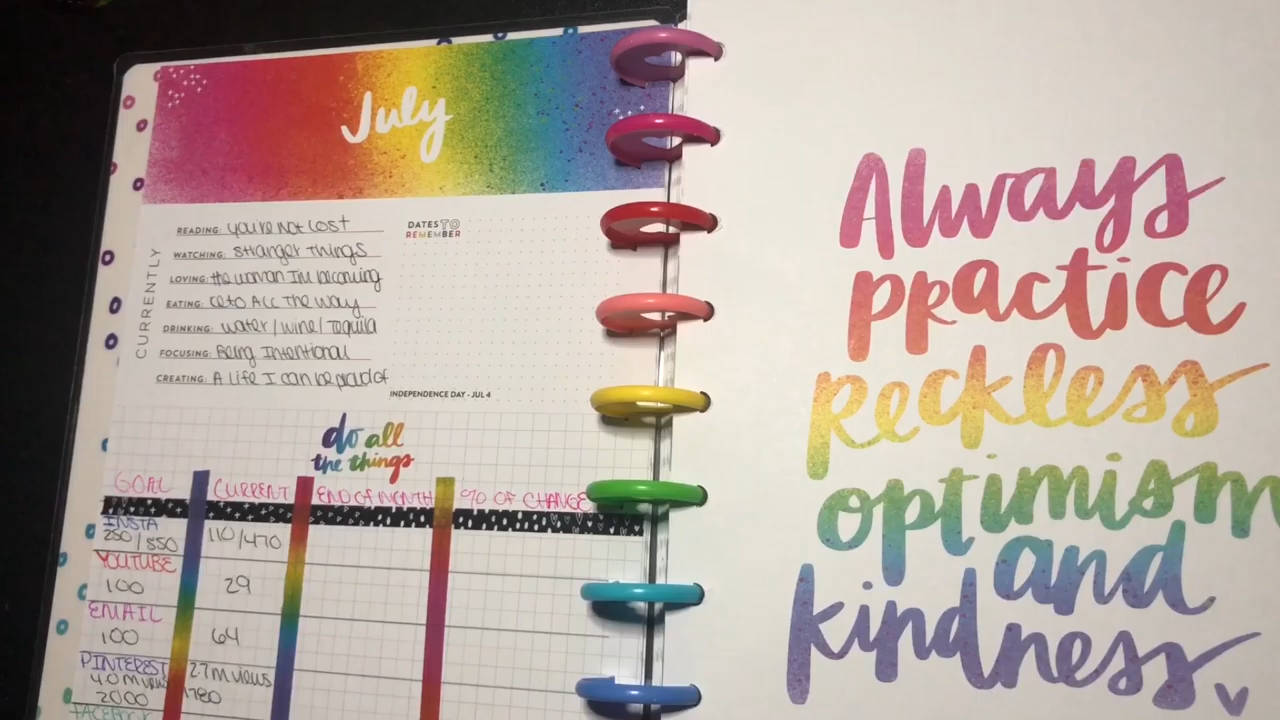 July
CURRENTLY
READING: you're not lost
WATCHING: stranger things
LOVING: the woman I'm becoming
EATING: Keto All The way
DRINKING: water/wine/Tequila
FOCUSING: Being Intentional
CREATING: A life I can be proud of
DATES TO
REMEMBER
INDEPENDENCE DAY - JUL 4
do all
the things
GOAL CURRENT END OF MONTH % OF CHANGE
INSTA
250/550 110/470
YOUTUBE
100 29
EMAIL
100 64
PINTEREST
4.0M views 2.7M views
2000 1780
FACEBOOK
Always
practice
Reckless
optimism
and
kindness